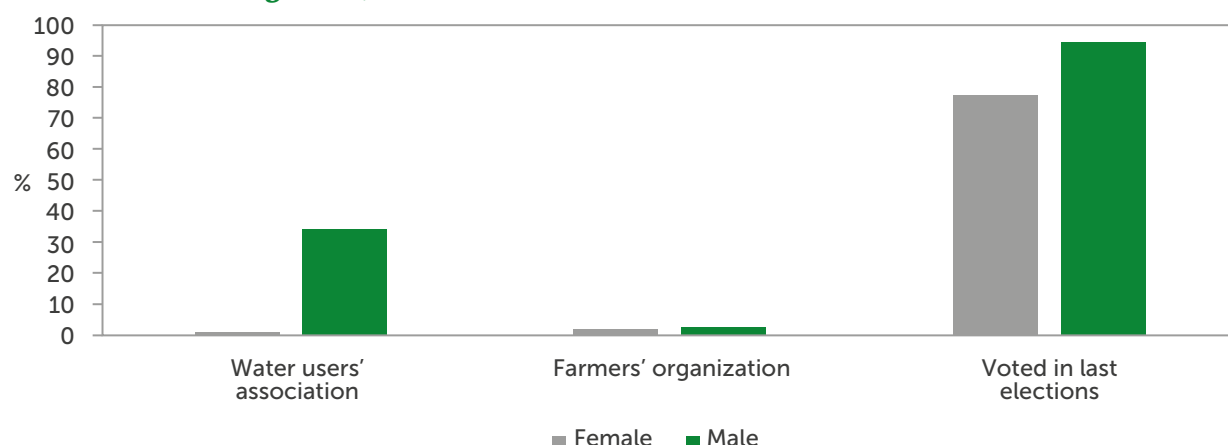 100
90
80
70
60
50
40
30
20
10
0
%
Water users'
association
Farmers' organization
Voted in last
elections
Female Male